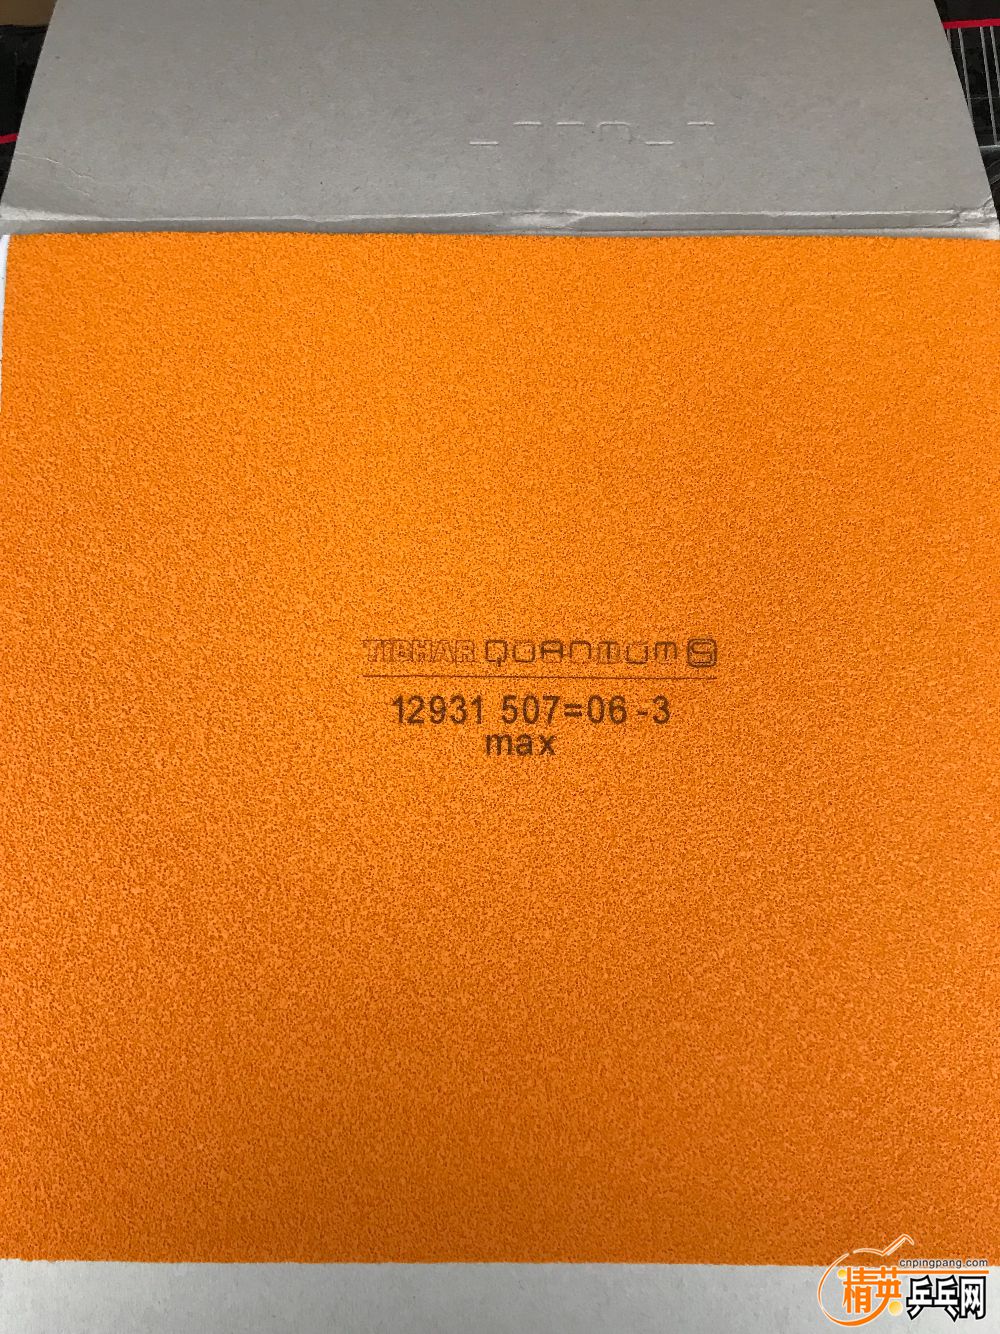 TIBHAR QUANTUM S
12931 507=06 -3
max
cnpingpang.com
精英乒乓网